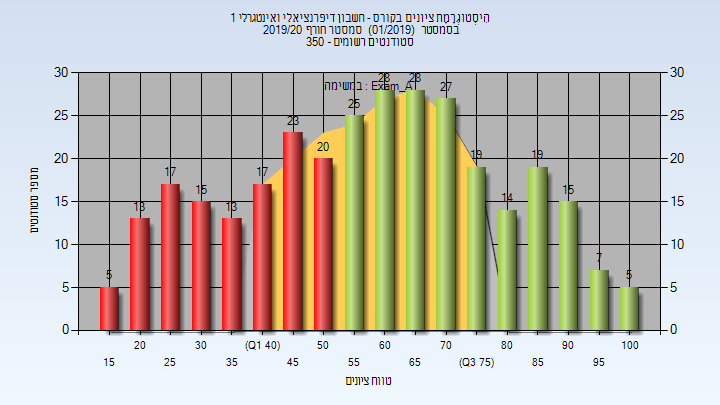 היסטוגרמת ציונים בקורס - חשבון דיפרנציאלי ואינטגרלי 1
בסמסטר (01/2019) סמסטר חורף 2019/20
סטודנטים רשומים - 350
במשימה : Exam_A
מספר סטודנטים
30 30
25 25
20 20
15 15
10 10
5 5
0 0
5 13 17 15 13 17 23 20 25 28 28 27 19 14 19 15 7 5
20 30 (Q1 40) 50 60 70 80 90 100
15 25 35 45 55 65 (Q3 75) 85 95
טווח ציונים